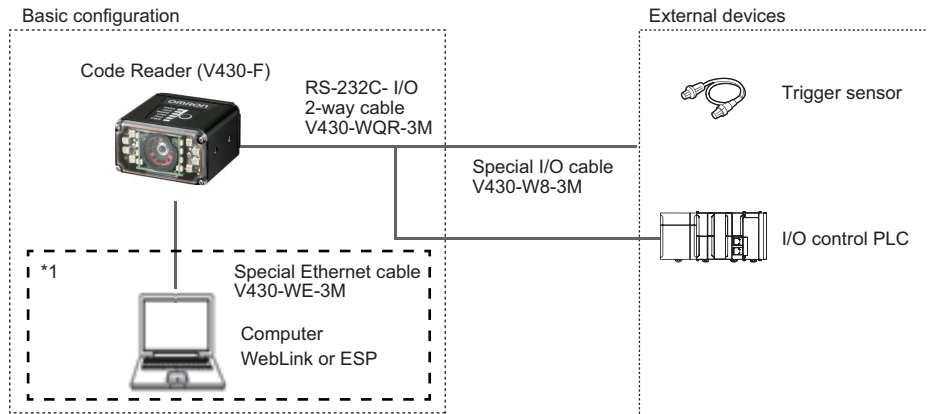 Basic configuration
External devices
Code Reader (V430-F)
omron
RS-232C- I/O
2-way cable
V430-WQR-3M
Trigger sensor
Special I/O cable
V430-W8-3M
I/O control PLC
*1
Special Ethernet cable
V430-WE-3M
Computer
WebLink or ESP